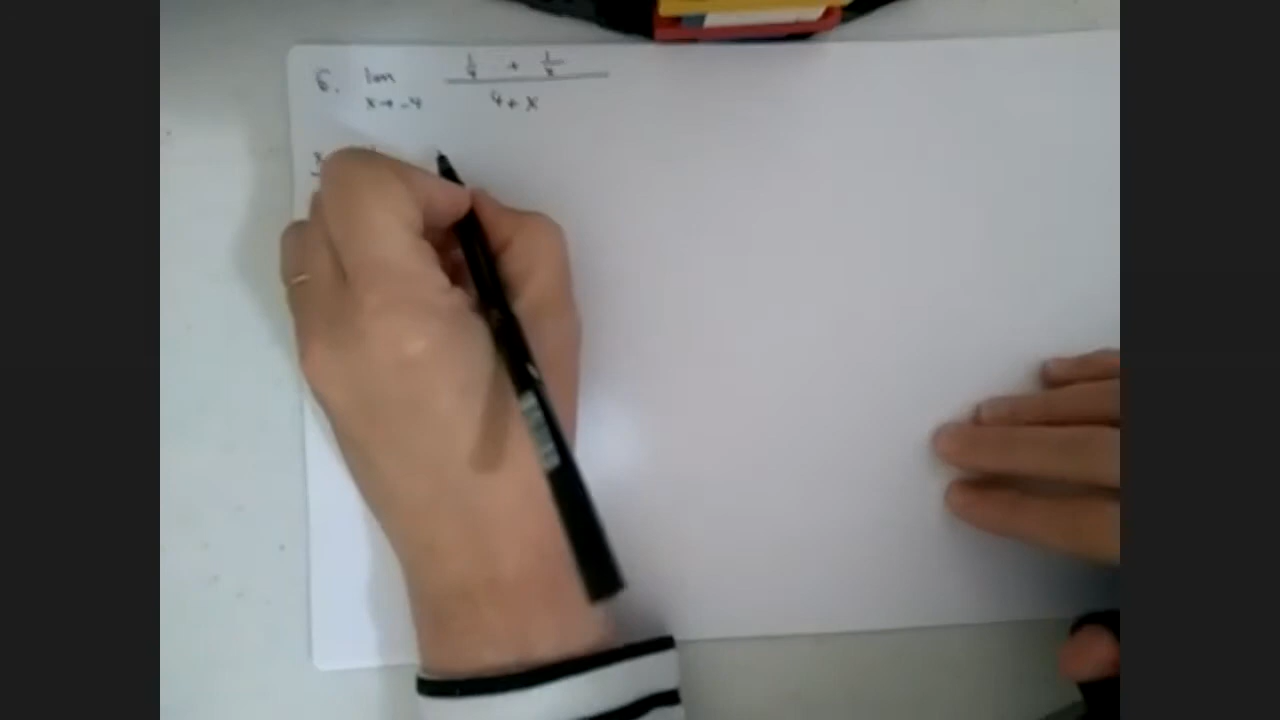 6. lim 1/4 + 1/x
x → -4 4 + x
x